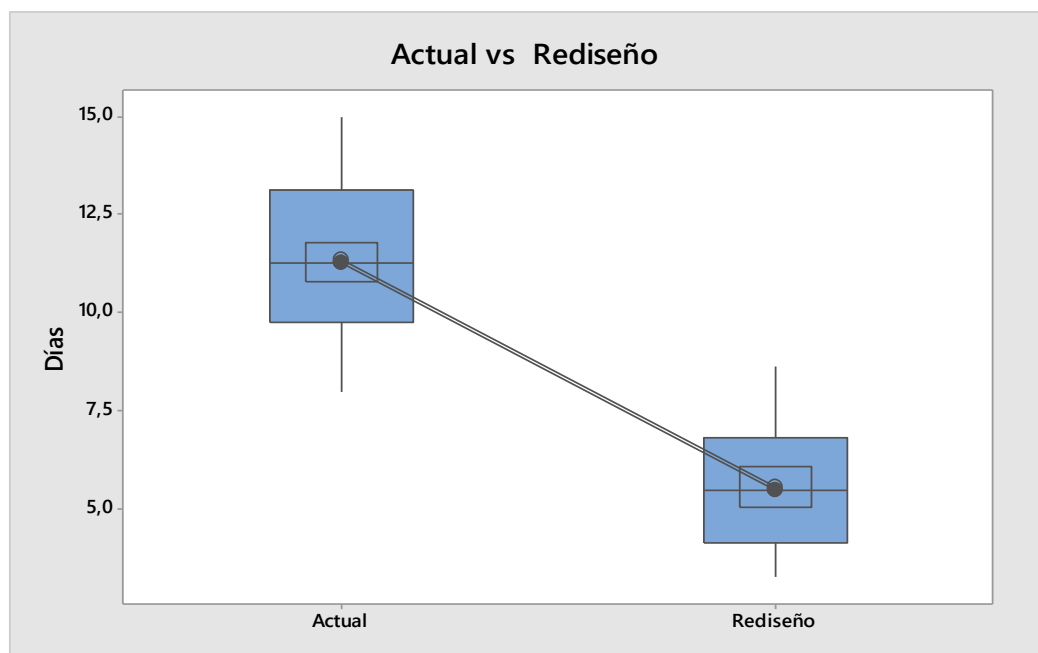 Actual vs Rediseño
15,0
12,5
10,0
7,5
5,0
Días
Actual
Rediseño